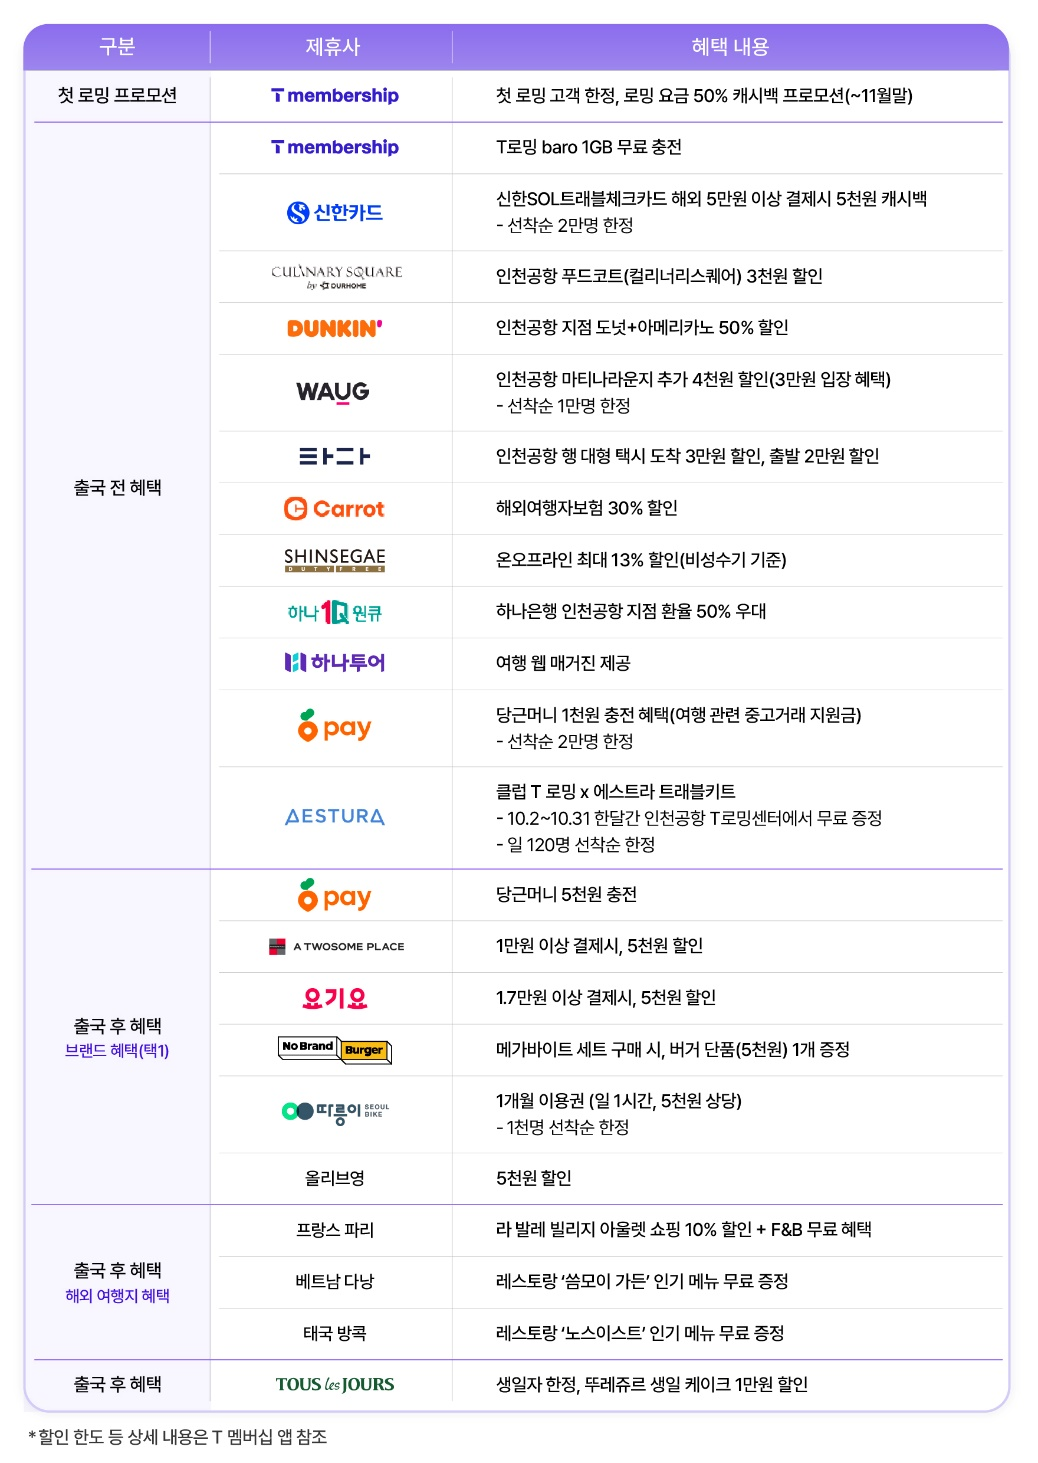 구분 제휴사 혜택 내용
첫 로밍 프로모션 T membership 첫 로밍 고객 한정, 로밍 요금 50% 캐시백 프로모션(~11월말)
출국 전 혜택
T membership T로밍 baro 1GB 무료 충전
신한카드 신한SOL트래블체크카드 해외 5만원 이상 결제시 5천원 캐시백
- 선착순 2만명 한정
CULINARY SQUARE 인천공항 푸드코트(컬리너리스퀘어) 3천원 할인
by OURHOME
DUNKIN' 인천공항 지점 도넛+아메리카노 50% 할인
WAUG 인천공항 마티나라운지 추가 4천원 할인(3만원 입장 혜택)
- 선착순 1만명 한정
타다 인천공항 행 대형 택시 도착 3만원 할인, 출발 2만원 할인
Carrot 해외여행자보험 30% 할인
SHINSEGAE 온오프라인 최대 13% 할인(비성수기 기준)
DUTY FREE
하나1Q원큐 하나은행 인천공항 지점 환율 50% 우대
하나투어 여행 웹 매거진 제공
pay 당근머니 1천원 충전 혜택(여행 관련 중고거래 지원금)
- 선착순 2만명 한정
AESTURA 클럽 T 로밍 x 에스트라 트래블키트
- 10.2~10.31 한달간 인천공항 T로밍센터에서 무료 증정
- 일 120명 선착순 한정
출국 후 혜택
브랜드 혜택(택1)
pay 당근머니 5천원 충전
A TWOSOME PLACE 1만원 이상 결제시, 5천원 할인
요기요 1.7만원 이상 결제시, 5천원 할인
No Brand Burger 메가바이트 세트 구매 시, 버거 단품(5천원) 1개 증정
따릉이 SEOUL BIKE 1개월 이용권 (일 1시간, 5천원 상당)
- 1천명 선착순 한정
올리브영 5천원 할인
출국 후 혜택
해외 여행지 혜택
프랑스 파리 라 발레 빌리지 아울렛 쇼핑 10% 할인 + F&B 무료 혜택
베트남 다낭 레스토랑 ‘씀모이 가든’ 인기 메뉴 무료 증정
태국 방콕 레스토랑 ‘노스이스트’ 인기 메뉴 무료 증정
출국 후 혜택 TOUS les JOURS 생일자 한정, 뚜레쥬르 생일 케이크 1만원 할인
* 할인 한도 등 상세 내용은 T 멤버십 앱 참조